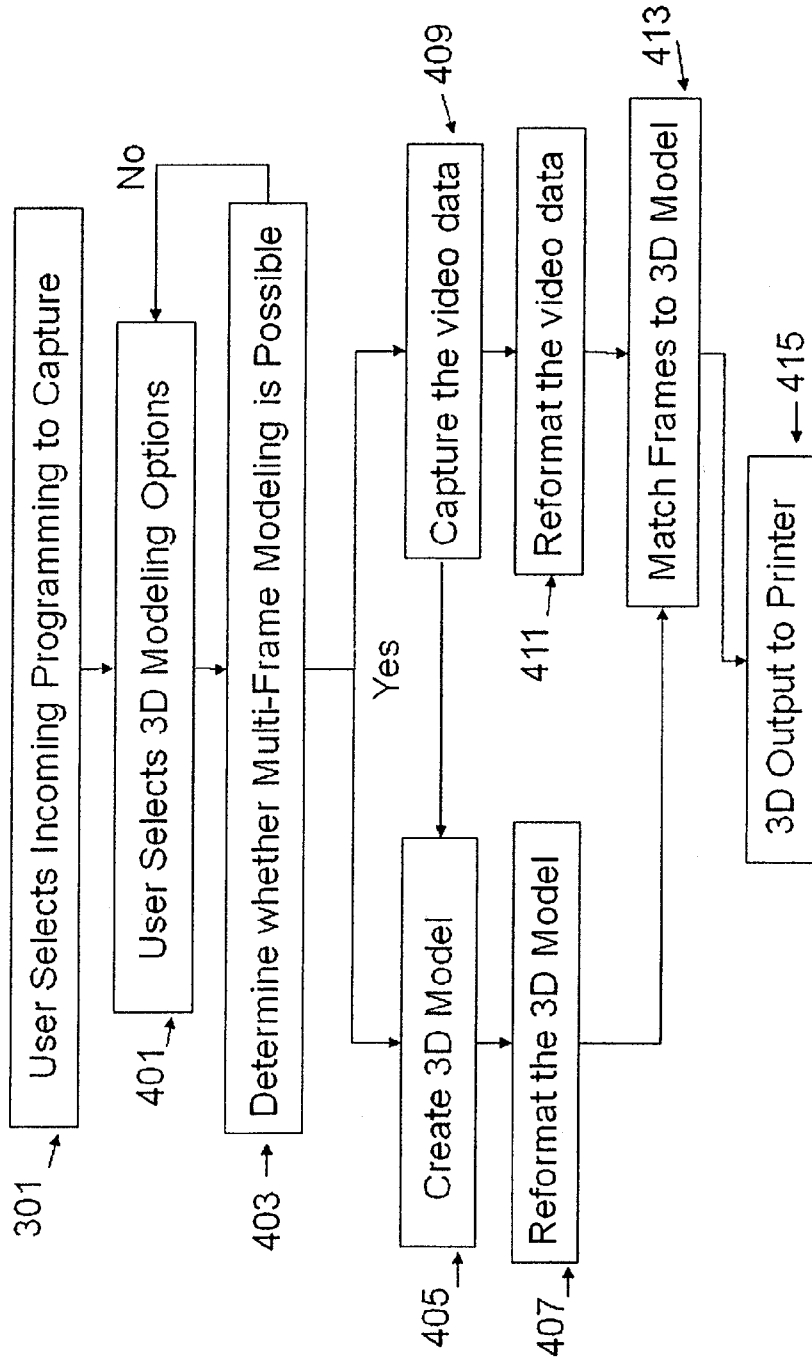 301
User Selects Incoming Programming to Capture
401
User Selects 3D Modeling Options
No
403
Determine whether Multi-Frame Modeling is Possible
Yes
405
Create 3D Model
Capture the video data
409
407
Reformat the 3D Model
411
Reformat the video data
Match Frames to 3D Model
413
3D Output to Printer
415